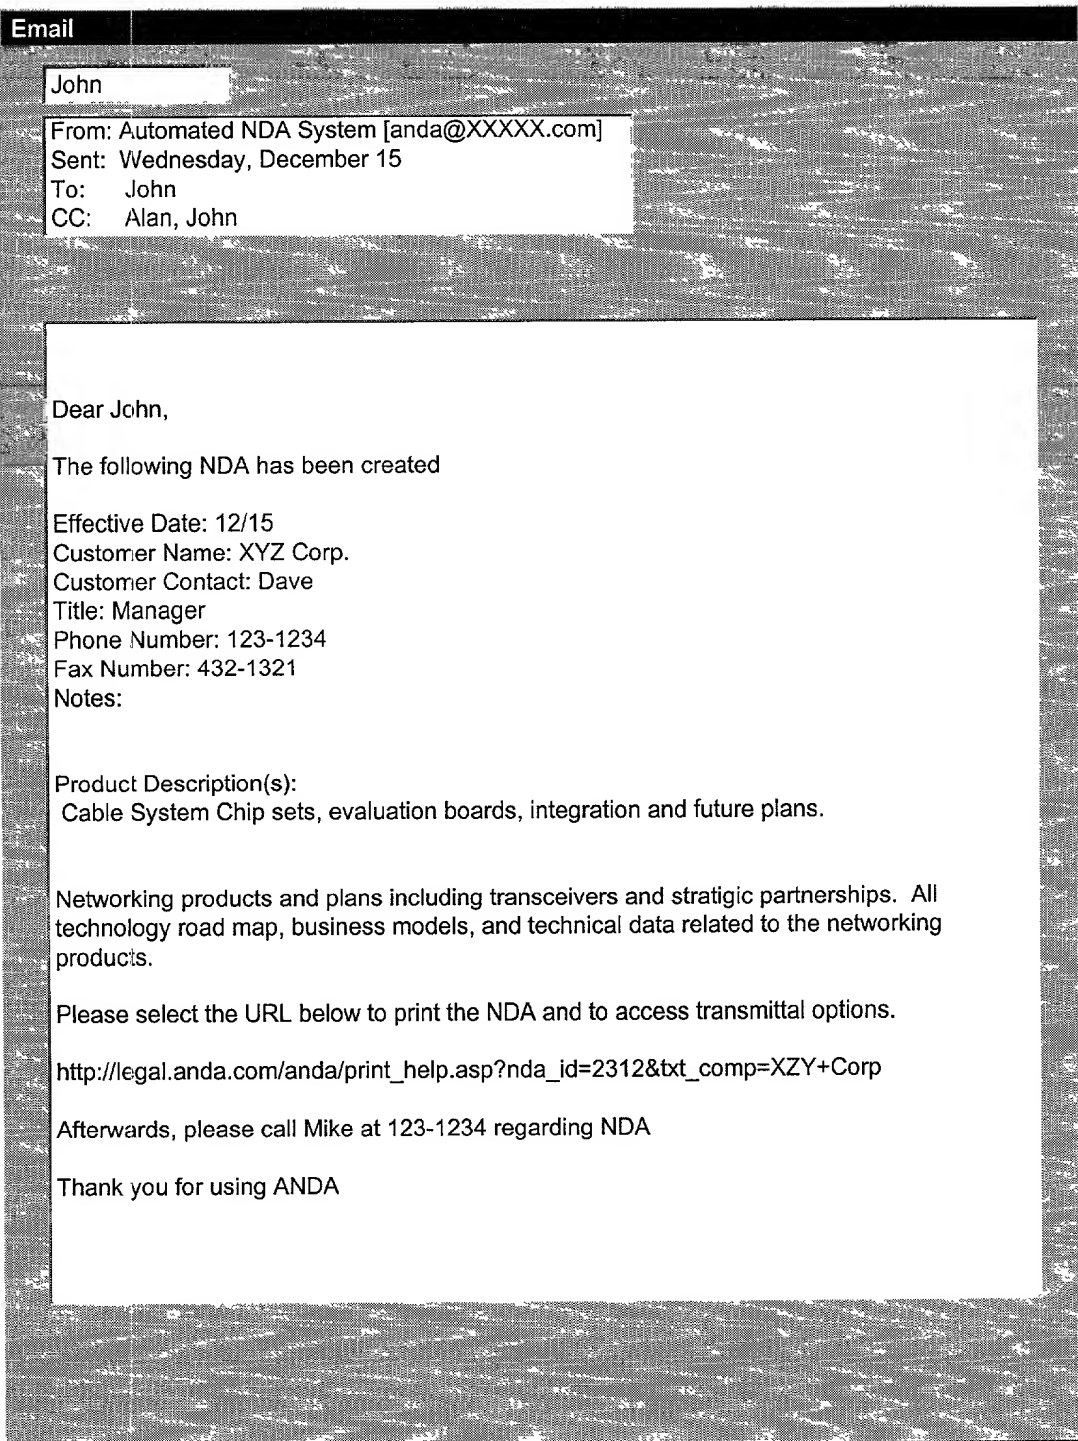 Email
John
From: Automated NDA System [anda@XXXXX.com]
Sent: Wednesday, December 15
To: John
CC: Alan, John
Dear John,
The following NDA has been created
Effective Date: 12/15
Customer Name: XYZ Corp.
Customer Contact: Dave
Title: Manager
Phone Number: 123-1234
Fax Number: 432-1321
Notes:
Product Description(s):
Cable System Chip sets, evaluation boards, integration and future plans.
Networking products and plans including transceivers and stratigic partnerships. All
technology road map, business models, and technical data related to the networking
products.
Please select the URL below to print the NDA and to access transmittal options.
http://legal.anda.com/anda/print_help.asp?nda_id=2312&txt_comp=XZY+Corp
Afterwards, please call Mike at 123-1234 regarding NDA
Thank you for using ANDA